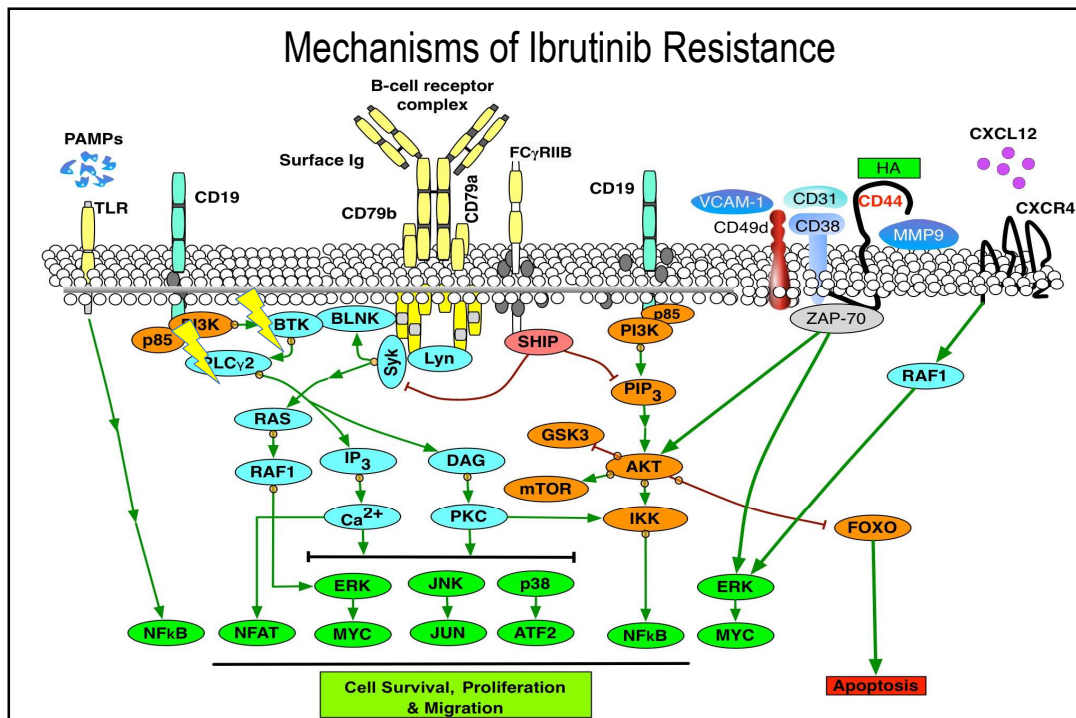 Mechanisms of Ibrutinib Resistance
B-cell receptor
complex
PAMPs
Surface Ig
FCγRIIB
CXCL12
HA
TLR
CD19
CD79b
CD79a
CD19
VCAM-1
CD31
CD44
CD49d
CD38
MMP9
CXCR4
p85
PI3K
BTK
BLNK
PLCγ2
Syk
Lyn
SHIP
p85
PI3K
ZAP-70
RAF1
PIP3
RAS
GSK3
RAF1
IP3
DAG
AKT
mTOR
Ca2+
PKC
IKK
FOXO
ERK
JNK
p38
ERK
NFkB
NFAT
MYC
JUN
ATF2
NFkB
MYC
Cell Survival, Proliferation
& Migration
Apoptosis